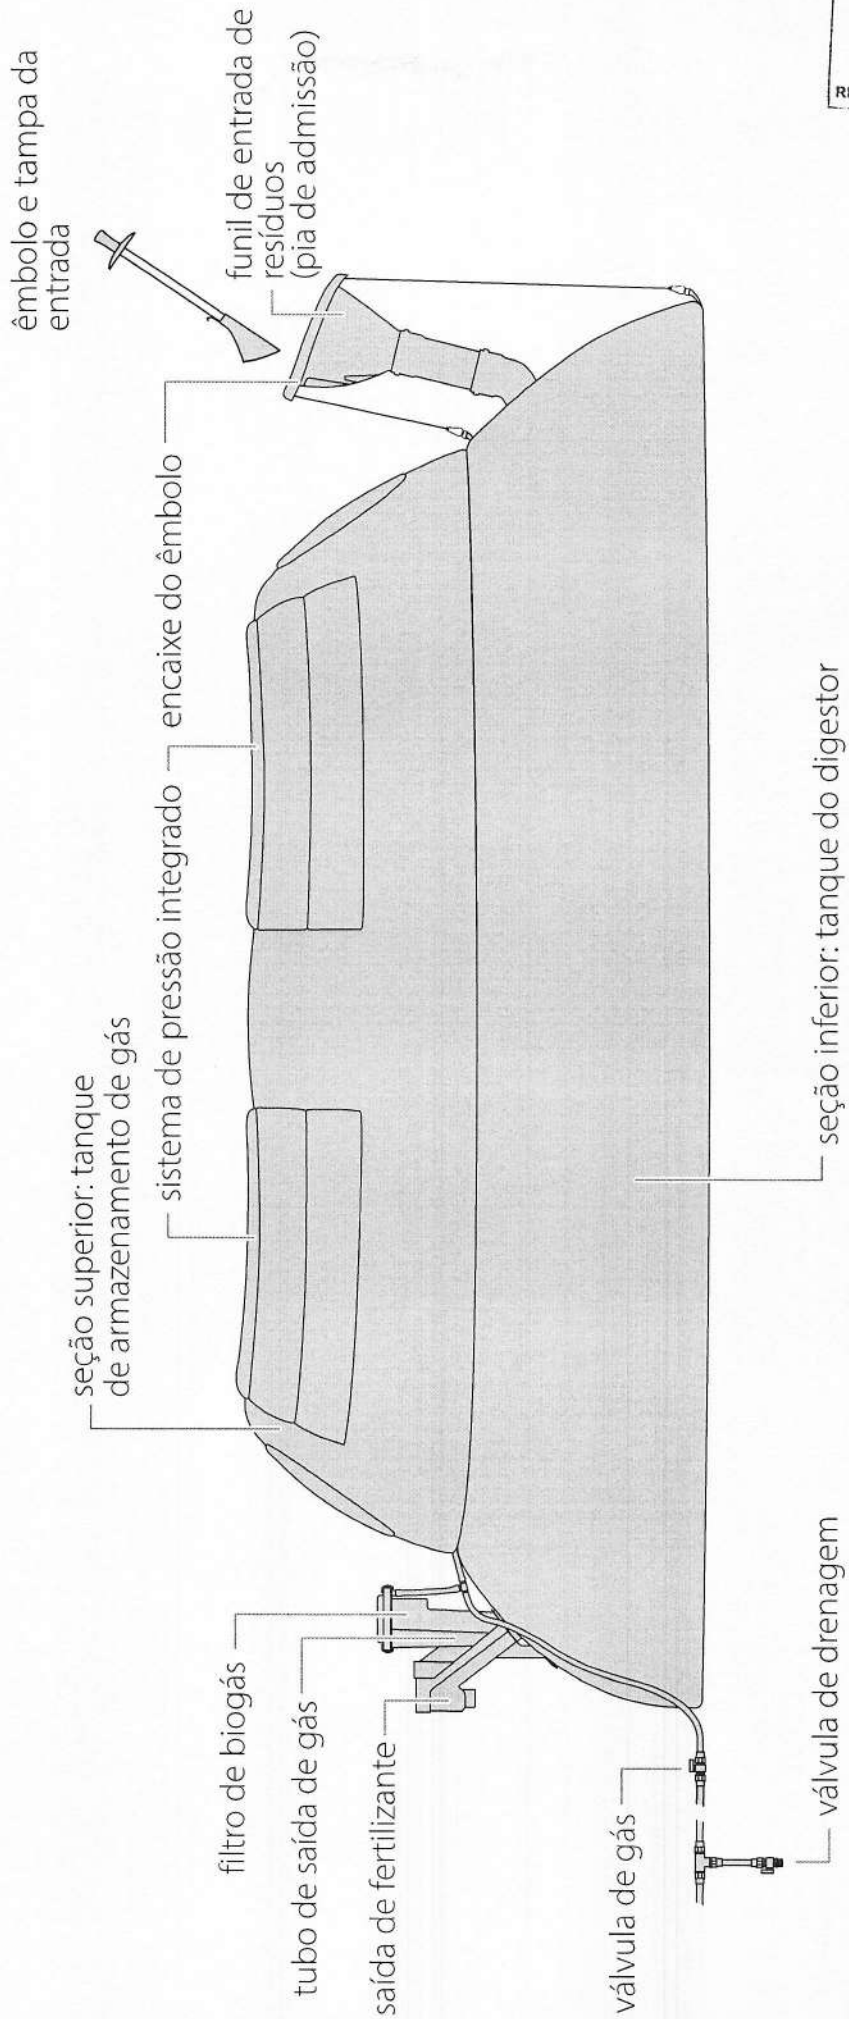 êmbolo e tampa da
entrada
funil de entrada de
resíduos
(pia de admissão)
encaixe do êmbolo
sistema de pressão integrado
seção superior: tanque
de armazenamento de gás
filtro de biogás
tubo de saída de gás
saída de fertilizante
válvula de gás
válvula de drenagem
seção inferior: tanque do digestor